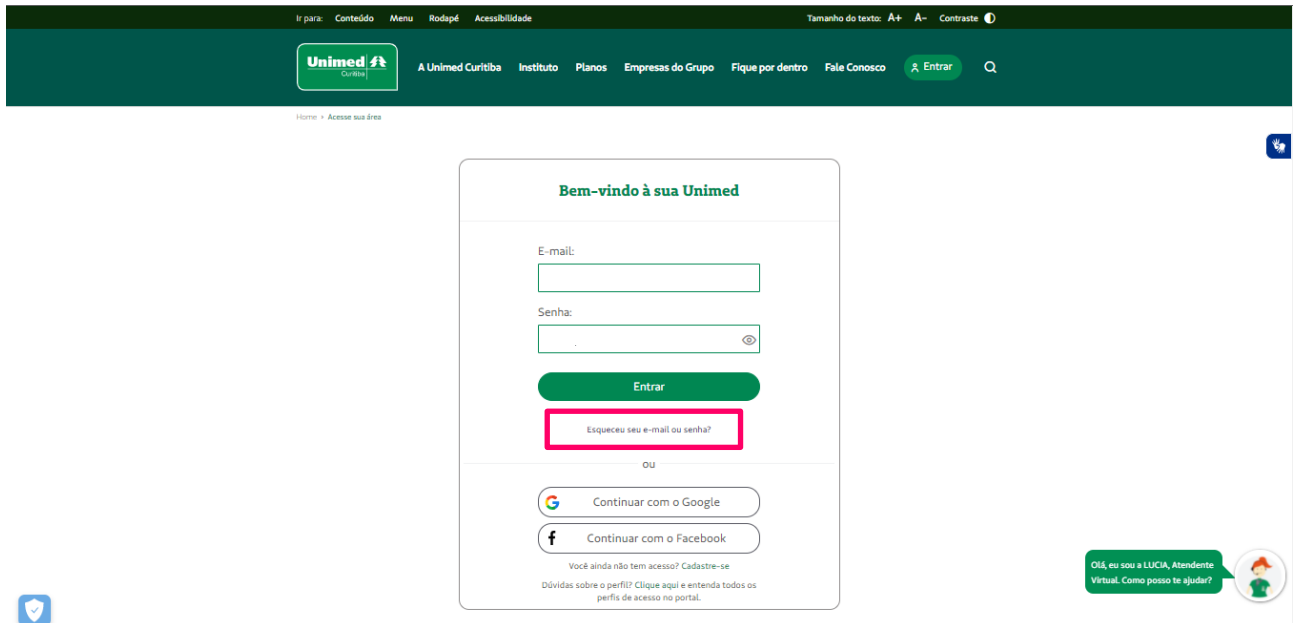 Ir para: Conteúdo Menu Rodapé Acessibilidade Tamanho do texto: A+ A- Contraste
Unimed
Curitiba
A Unimed Curitiba Instituto Planos Empresas do Grupo Fique por dentro Fale Conosco Entrar
Home Acesse sua área
Bem-vindo à sua Unimed
E-mail:
Senha:
Entrar
Esqueceu seu e-mail ou senha?
ou
Continuar com o Google
Continuar com o Facebook
Você ainda não tem acesso? Cadastre-se
Dúvidas sobre o perfil? Clique aqui e entenda todos os
perfis de acesso no portal.
Olá, eu sou a LUCIA, Atendente
Virtual. Como posso te ajudar?